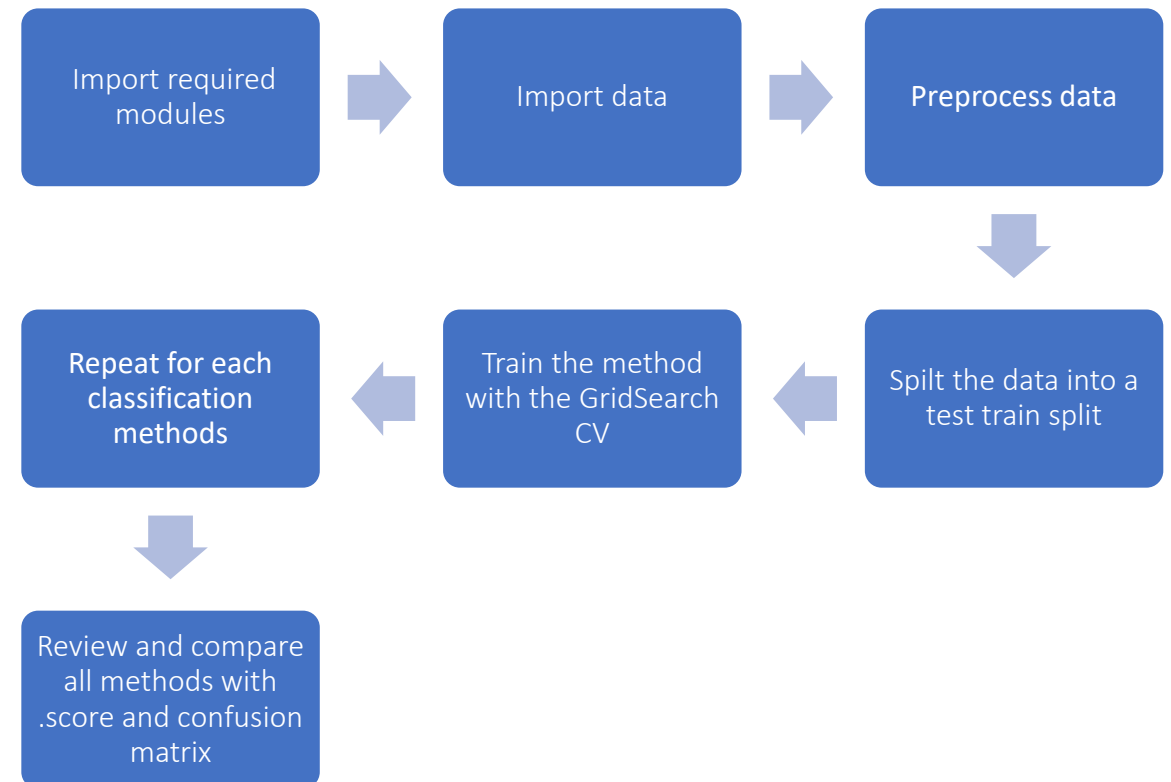 Import required
modules
Import data
Preprocess data
Spilt the data into a
test train split
Train the method
with the GridSearch
CV
Repeat for each
classification
methods
Review and compare
all methods with
.score and confusion
matrix